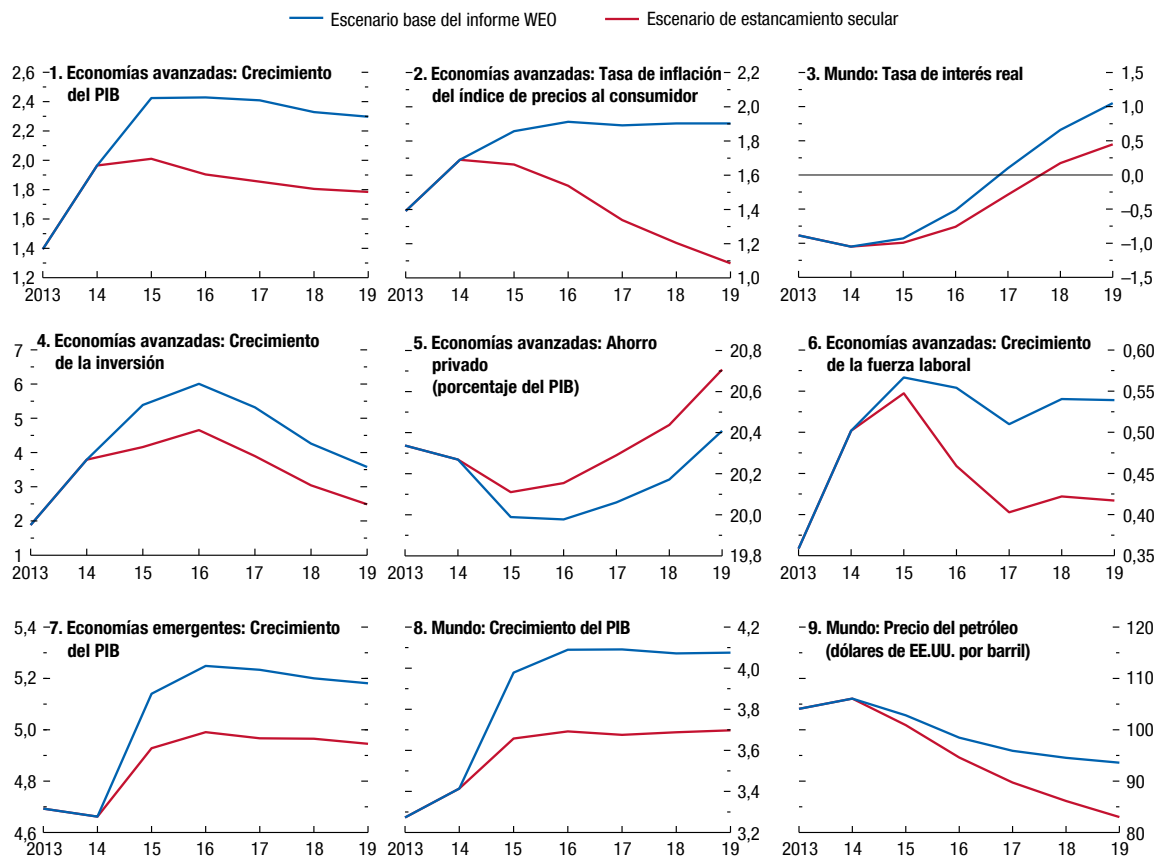 Escenario base del informe WEO
Escenario de estancamiento secular
1. Economías avanzadas: Crecimiento
del PIB
2,6
2,4
2,2
2,0
1,8
1,6
1,4
1,2
2013 14 15 16 17 18 19
2. Economías avanzadas: Tasa de inflación
del índice de precios al consumidor
2,2
2,0
1,8
1,6
1,4
1,2
1,0
2013 14 15 16 17 18 19
3. Mundo: Tasa de interés real
1,5
1,0
0,5
0,0
–0,5
–1,0
–1,5
2013 14 15 16 17 18 19
4. Economías avanzadas: Crecimiento
de la inversión
7
6
5
4
3
2
1
2013 14 15 16 17 18 19
5. Economías avanzadas: Ahorro
privado
(porcentaje del PIB)
20,8
20,6
20,4
20,2
20,0
19,8
2013 14 15 16 17 18 19
6. Economías avanzadas: Crecimiento
de la fuerza laboral
0,60
0,55
0,50
0,45
0,40
0,35
2013 14 15 16 17 18 19
7. Economías emergentes: Crecimiento
del PIB
5,4
5,2
5,0
4,8
4,6
2013 14 15 16 17 18 19
8. Mundo: Crecimiento del PIB
4,2
4,0
3,8
3,6
3,4
3,2
2013 14 15 16 17 18 19
9. Mundo: Precio del petróleo
(dólares de EE.UU. por barril)
120
110
100
90
80
2013 14 15 16 17 18 19